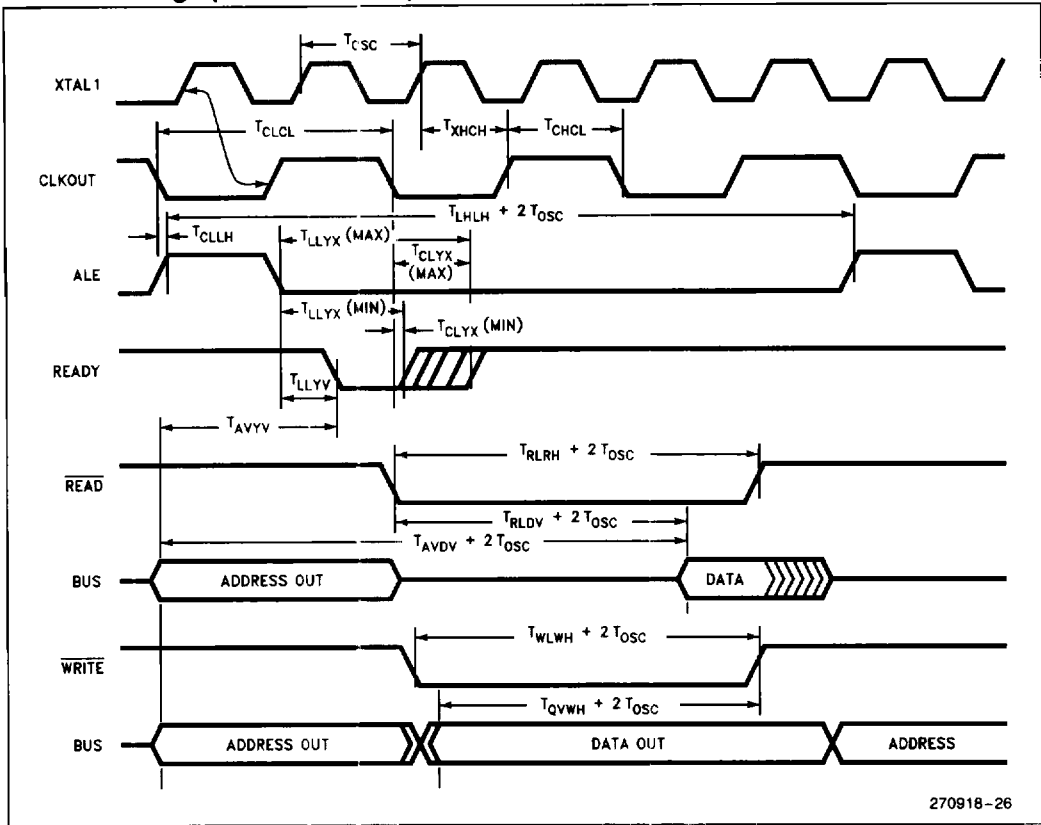 T_OSC
XTAL1
T_CLCL
T_XHCH
T_CHCL
CLKOUT
T_LHLH + 2 T_OSC
T_CLLH
T_LLYX (MAX)
T_CLYX
(MAX)
ALE
T_LLYX (MIN)
T_CLYX (MIN)
READY
T_LLYV
T_AVYV
T_RLRH + 2 T_OSC
READ
T_RLDV + 2 T_OSC
T_AVDV + 2 T_OSC
BUS
ADDRESS OUT
DATA
T_WLWH + 2 T_OSC
WRITE
T_QVWH + 2 T_OSC
BUS
ADDRESS OUT
DATA OUT
ADDRESS
270918-26